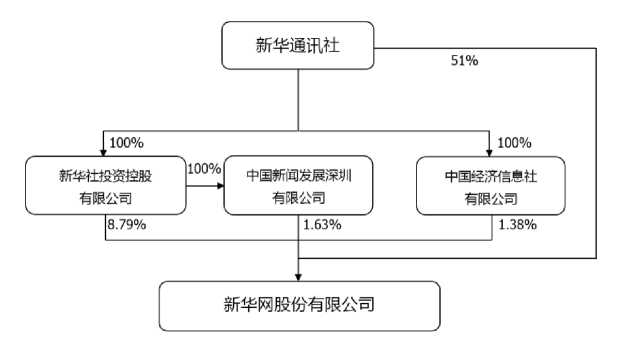 新华通讯社
51%
100%
100%
新华社投资控股
有限公司
100%
中国新闻发展深圳
有限公司
中国经济信息社
有限公司
8.79%
1.63%
1.38%
新华网股份有限公司